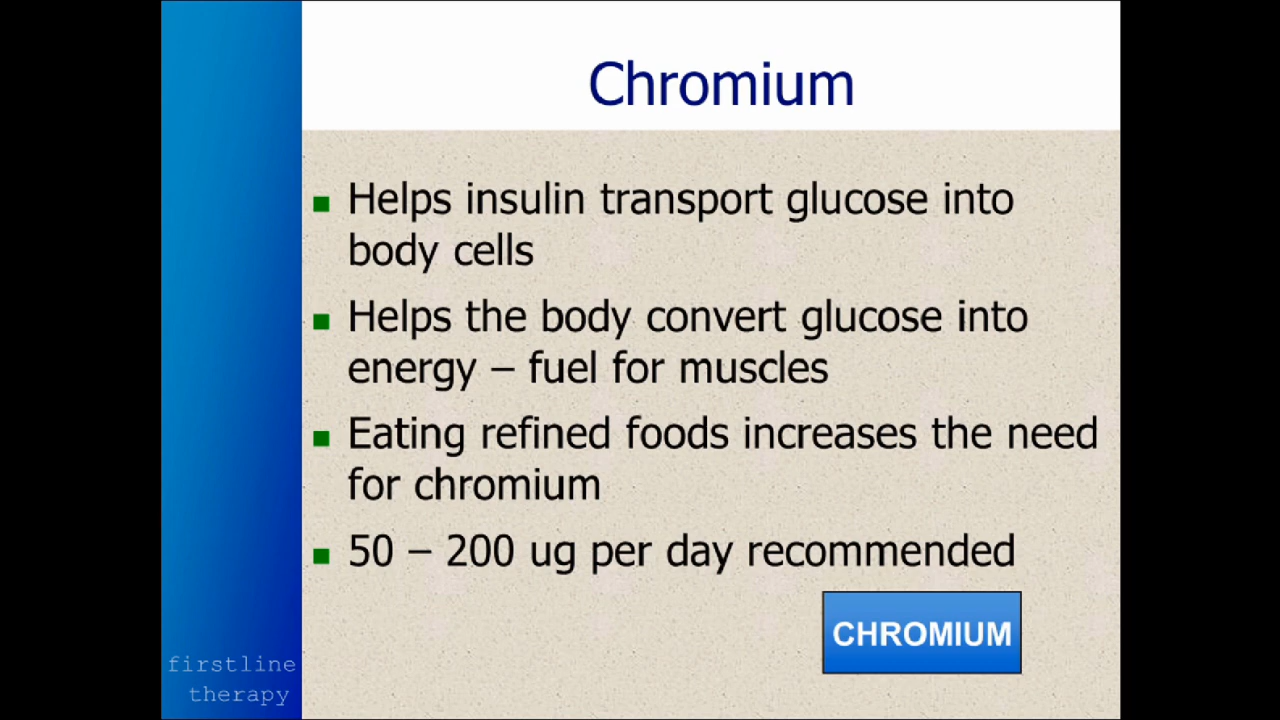 Chromium
Helps insulin transport glucose into
body cells
Helps the body convert glucose into
energy – fuel for muscles
Eating refined foods increases the need
for chromium
50 – 200 ug per day recommended
CHROMIUM
firstline
therapy